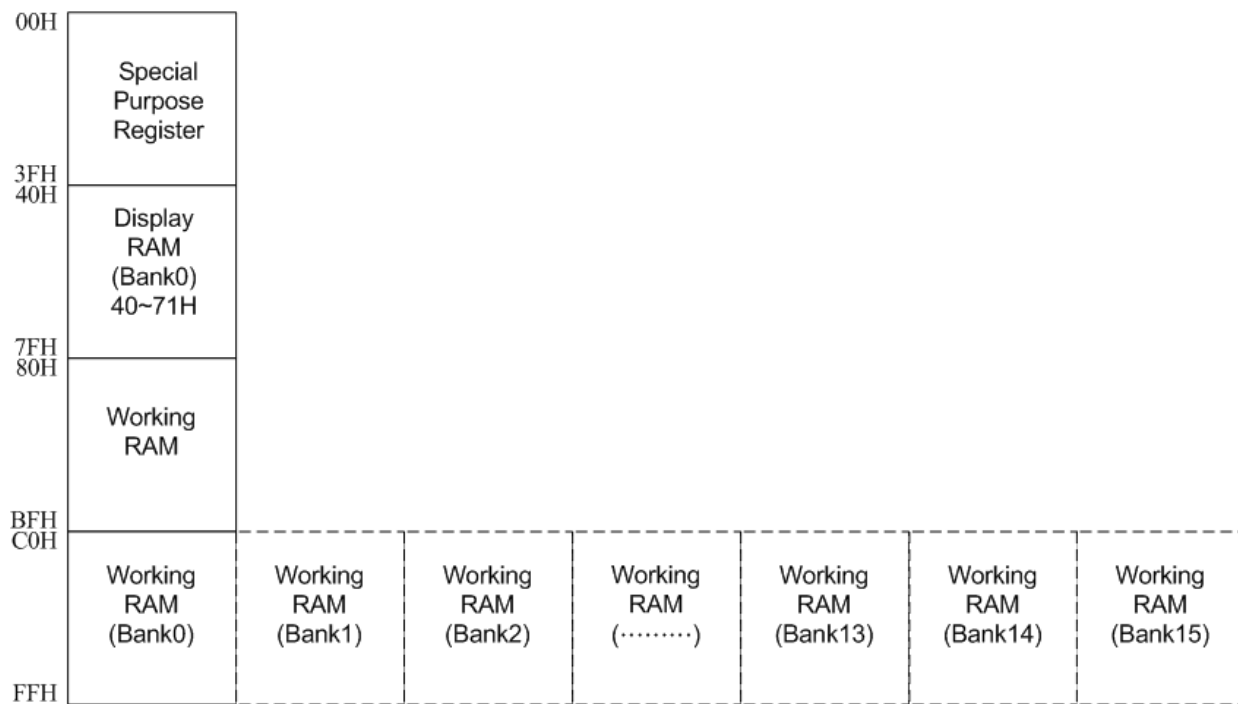 00H
Special
Purpose
Register
3FH
40H
Display
RAM
(Bank0)
40~71H
7FH
80H
Working
RAM
BFH
C0H
Working
RAM
(Bank0)
Working
RAM
(Bank1)
Working
RAM
(Bank2)
Working
RAM
(·········)
Working
RAM
(Bank13)
Working
RAM
(Bank14)
Working
RAM
(Bank15)
FFH